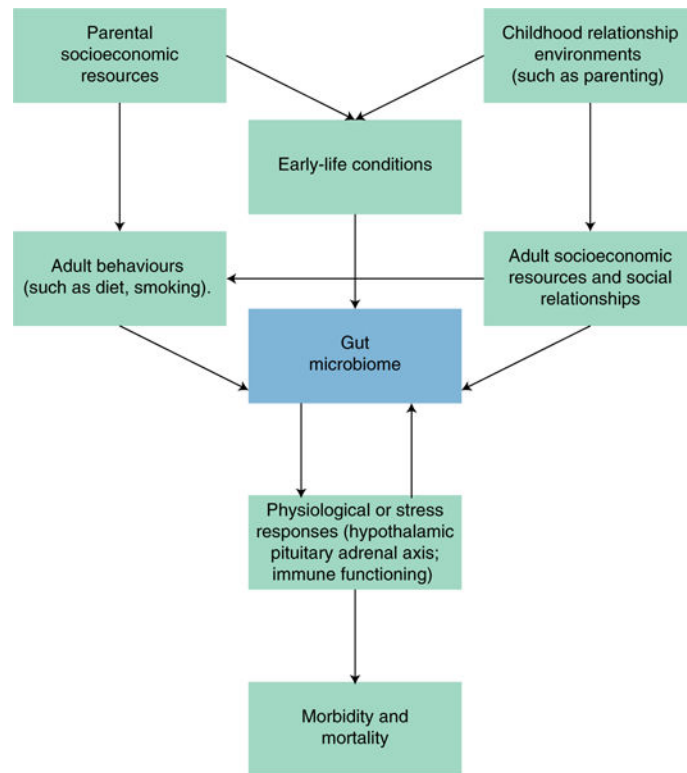 Parental
socioeconomic
resources
Childhood relationship
environments
(such as parenting)
Early-life conditions
Adult behaviours
(such as diet, smoking).
Adult socioeconomic
resources and social
relationships
Gut
microbiome
Physiological or stress
responses (hypothalamic
pituitary adrenal axis;
immune functioning)
Morbidity and
mortality